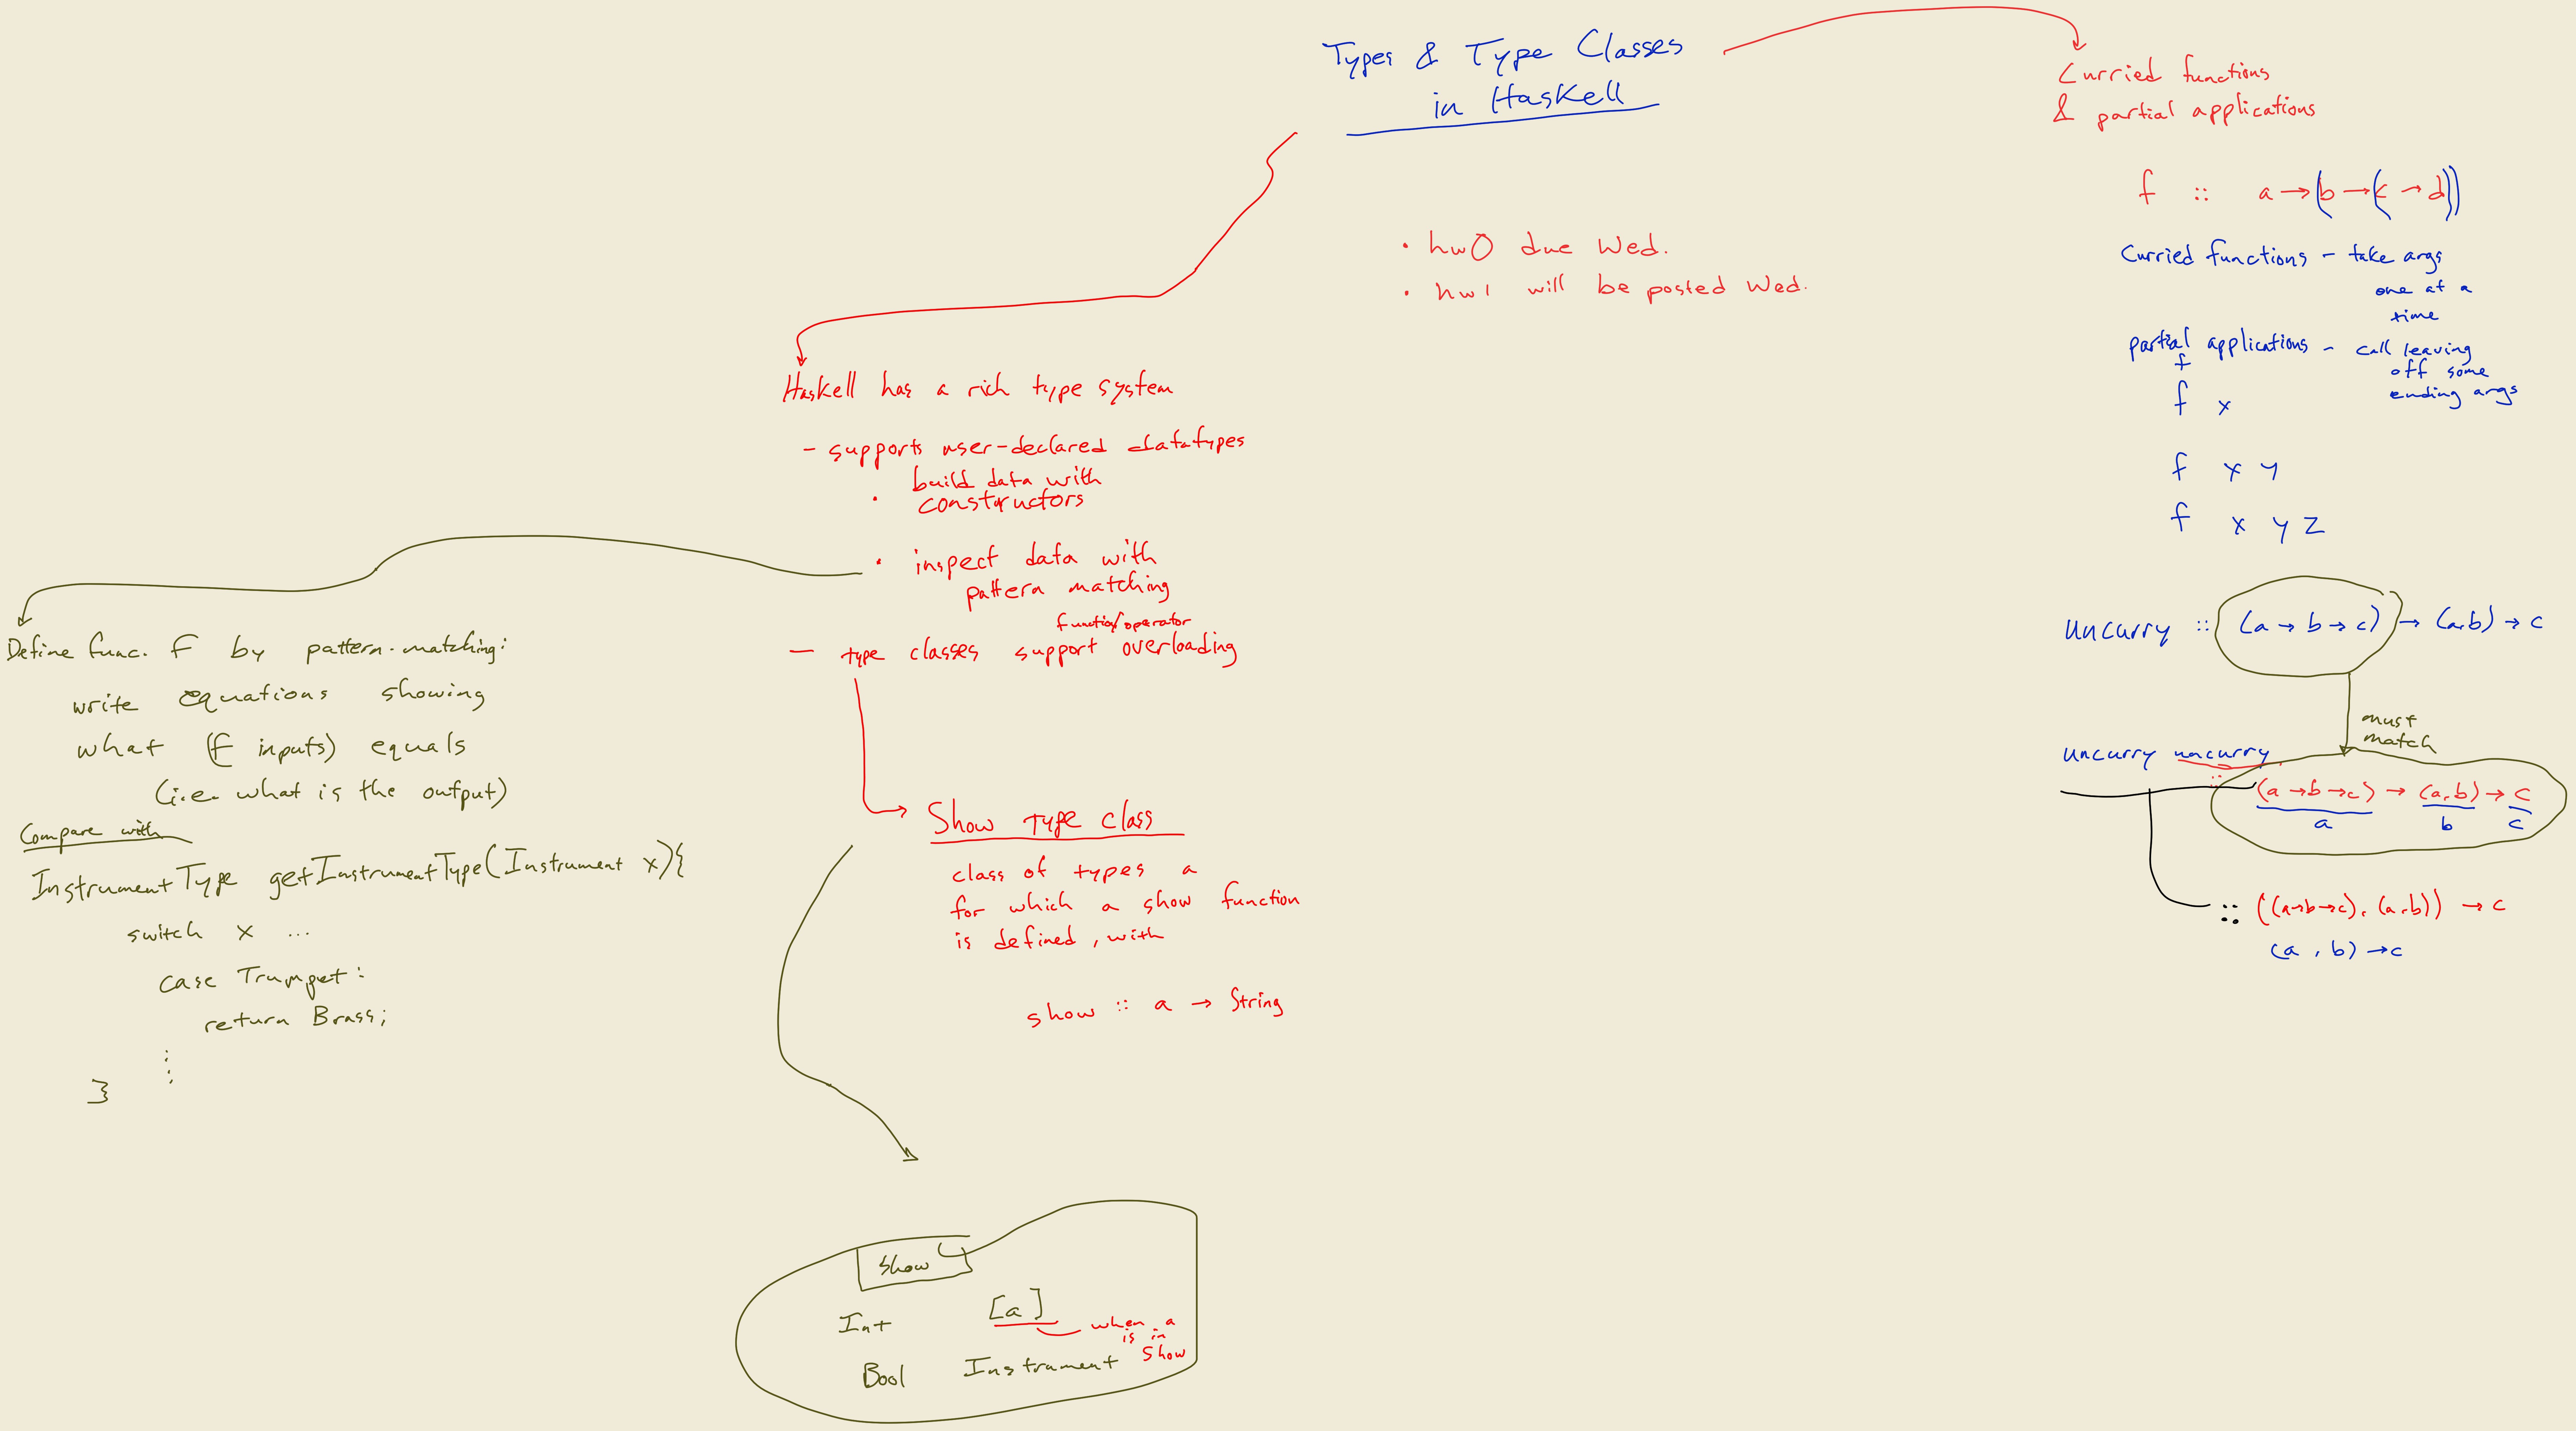 Types & Type Classes
in Haskell
• hw0 due Wed.
• hw1 will be posted Wed.
Haskell has a rich type system
- supports user-declared datatypes
build data with
• constructors
• inspect data with
pattern matching
function/operator
- type classes support overloading
Show type class
class of types a
for which a show function
is defined, with
show :: a → String
Show
Int [a]
when a
is in
Show
Bool Instrument
Define func. f by pattern-matching:
write equations showing
what (f inputs) equals
(i.e. what is the output)
Compare with
InstrumentType getInstrumentType(Instrument x){
switch x ...
case Trumpet:
return Brass;
⋮
}
Curried functions
& partial applications
f :: a → (b → (c → d))
Curried functions - take args
one at a
time
partial applications - call leaving
off some
ending args
f
f x
f x y
f x y z
uncurry :: (a → b → c) → (a,b) → c
must
match
uncurry uncurry
:: (a → b → c) → (a,b) → c
a b c
:: ((a→b→c), (a,b)) → c
(a , b) → c